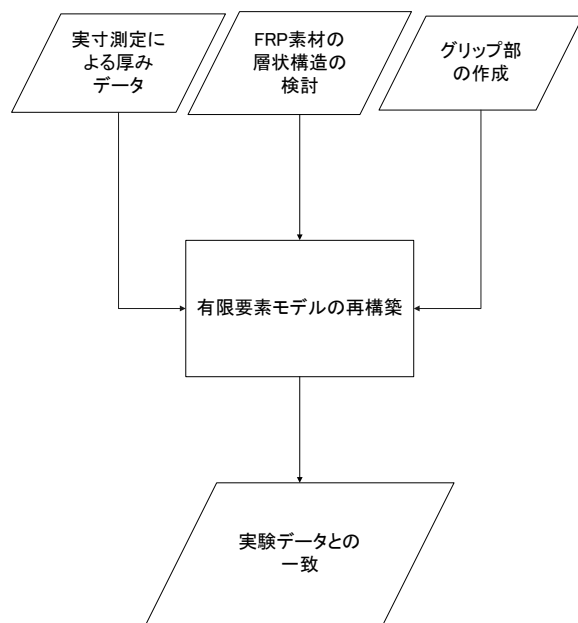 実寸測定に
よる厚み
データ
FRP素材の
層状構造の
検討
グリップ部
の作成
有限要素モデルの再構築
実験データとの
一致